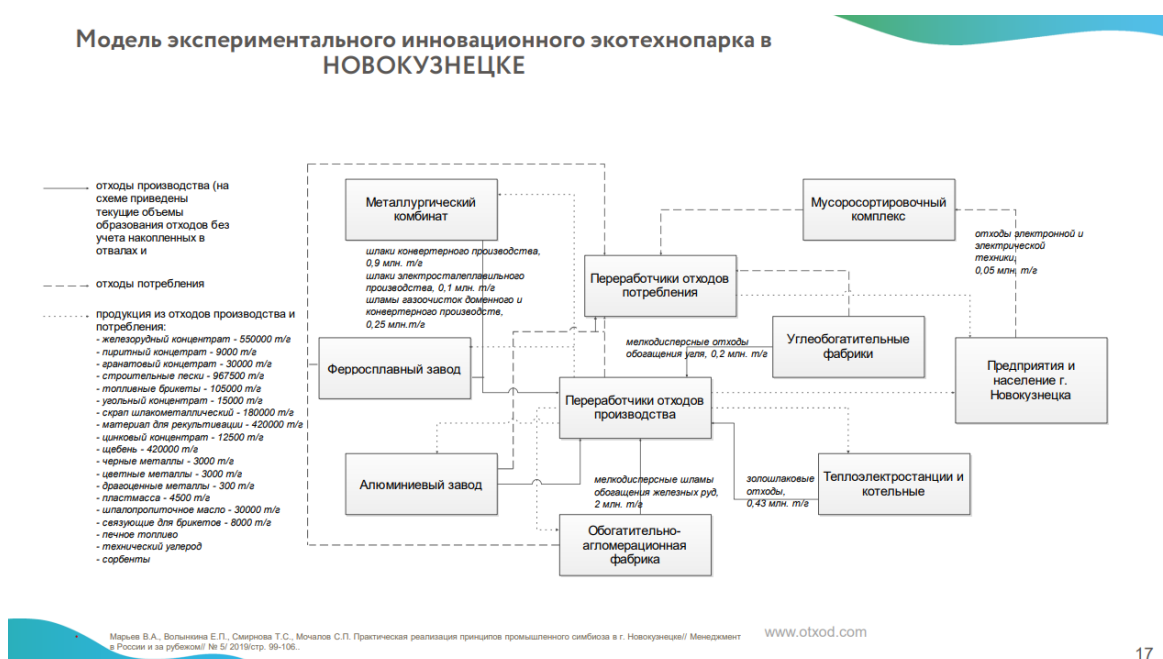 Модель экспериментального инновационного экотехнопарка в
НОВОКУЗНЕЦКЕ
отходы производства (на
схеме приведены
текущие объемы
образования отходов без
учета накопленных в
отвалах и
отходы потребления
продукция из отходов производства и
потребления:
- железорудный концентрат - 550000 т/г
- пиритный концетрат - 9000 т/г
- гранатовый концетрат - 30000 т/г
- строительные пески - 967500 т/г
- топливные брикеты - 105000 т/г
- угольный концентрат - 15000 т/г
- скрап шлакометаллический - 180000 т/г
- материал для рекультивации - 420000 т/г
- цинковый концентрат - 12500 т/г
- щебень - 420000 т/г
- черные металлы - 3000 т/г
- цветные металлы - 3000 т/г
- драгоценные металлы - 300 т/г
- пластмасса - 4500 т/г
- шпалопропиточное масло - 30000 т/г
- связующие для брикетов - 8000 т/г
- печное топливо
- технический углерод
- сорбенты
Металлургический
комбинат
шлаки конвертерного производства,
0,9 млн. т/г
шлаки электросталеплавильного
производства, 0,1 млн. т/г
шламы газоочисток доменного и
конвертерного производств,
0,25 млн.т/г
Мусоросортировочный
комплекс
отходы электронной и
электрической
техники,
0,05 млн. т/г
Переработчики отходов
потребления
мелкодисперсные отходы
обогащения угля, 0,2 млн. т/г
Углеобогатительные
фабрики
Ферросплавный завод
Предприятия и
население г.
Новокузнецка
Переработчики отходов
производства
Алюминиевый завод
мелкодисперсные шламы
обогащения железных руд,
2 млн. т/г
золошлаковые
отходы,
0,43 млн. т/г
Теплоэлектростанции и
котельные
Обогатительно-
агломерационная
фабрика
Марьев В.А., Волынкина Е.П., Смирнова Т.С., Мочалов С.П. Практическая реализация принципов промышленного симбиоза в г. Новокузнецке// Менеджмент
в России и за рубежом// № 5/ 2019/стр. 99-106..
www.otxod.com
17